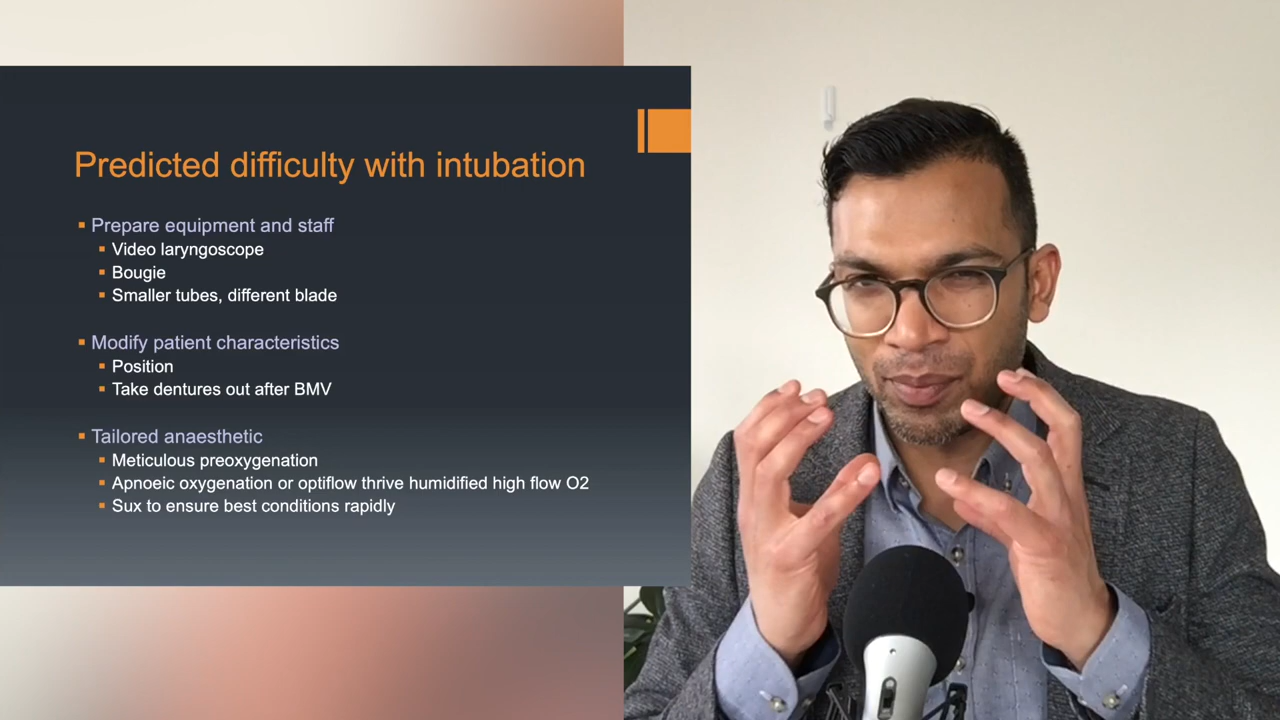 Predicted difficulty with intubation
Prepare equipment and staff
Video laryngoscope
Bougie
Smaller tubes, different blade
Modify patient characteristics
Position
Take dentures out after BMV
Tailored anaesthetic
Meticulous preoxygenation
Apnoeic oxygenation or optiflow thrive humidified high flow O2
Sux to ensure best conditions rapidly